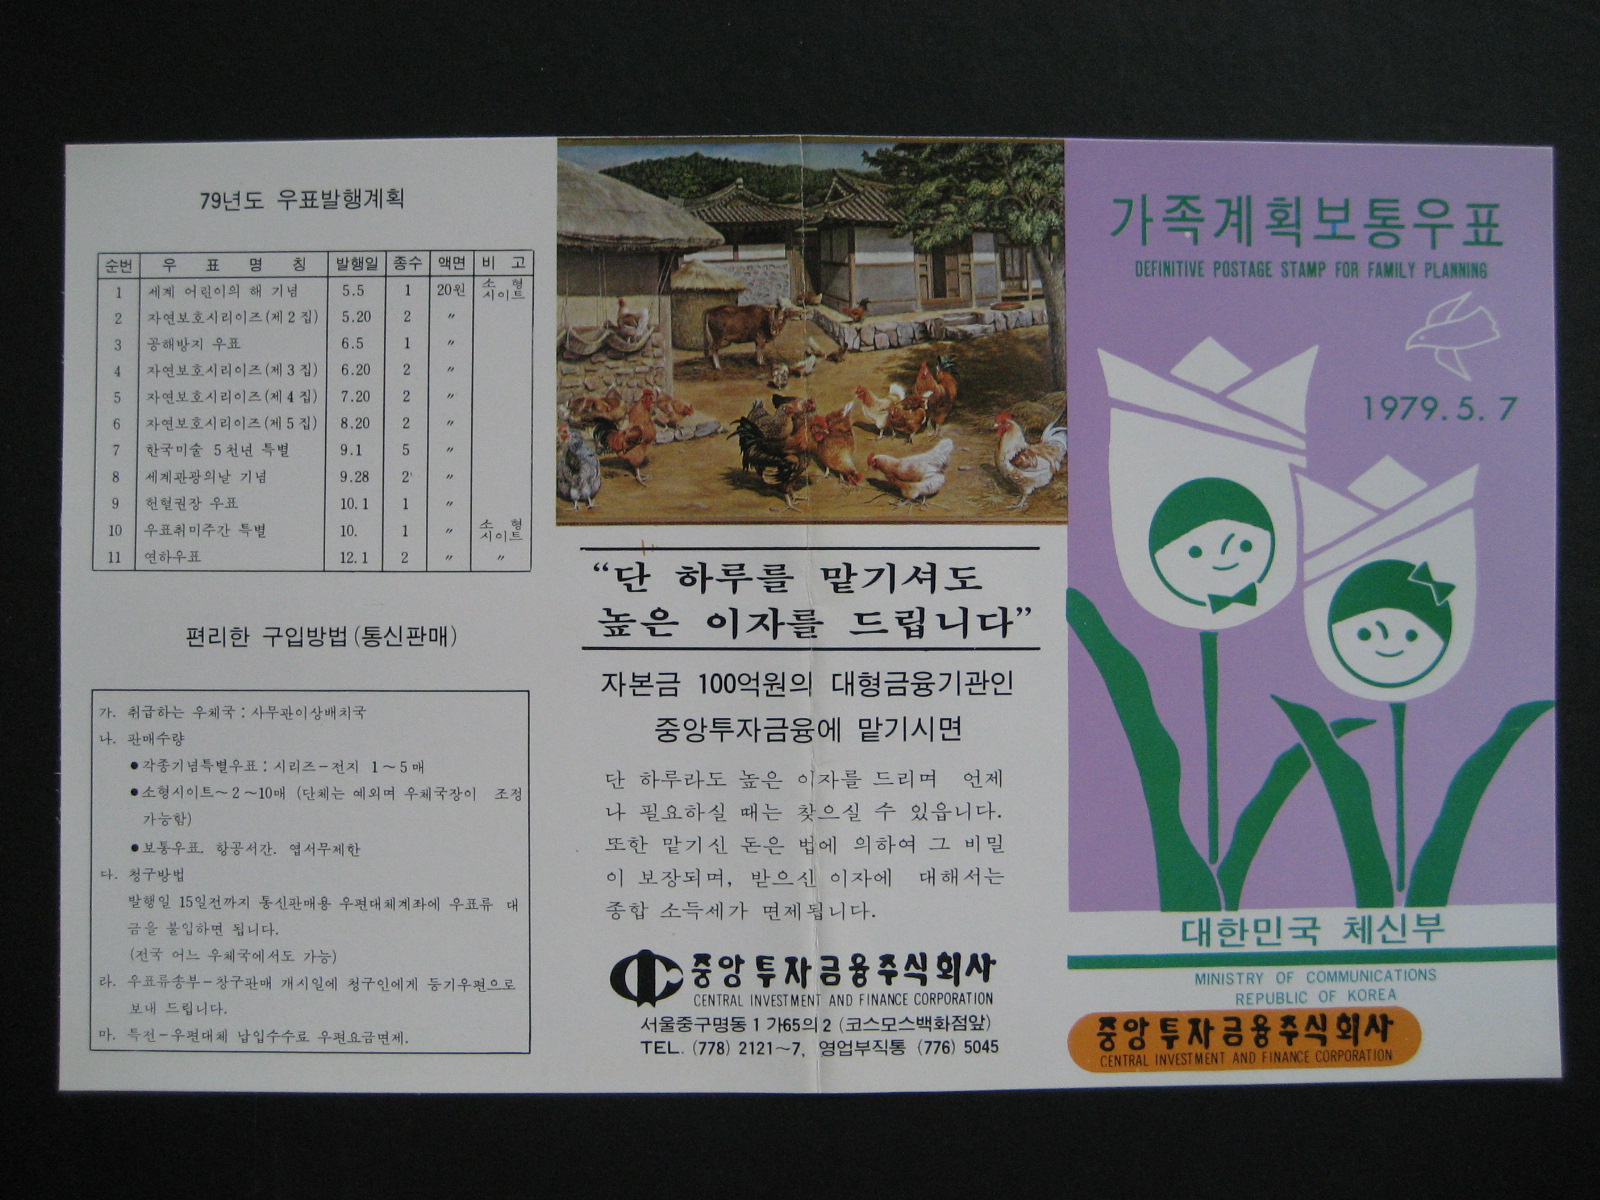 79년도 우표발행계획
순번 우표명칭 발행일 종수 액면 비고
1 세계 어린이의 해 기념 5.5 1 20원 소형시이트
2 자연보호시리이즈(제2집) 5.20 2 〃
3 공해방지 우표 6.5 1 〃
4 자연보호시리이즈(제3집) 6.20 2 〃
5 자연보호시리이즈(제4집) 7.20 2 〃
6 자연보호시리이즈(제5집) 8.20 2 〃
7 한국미술 5천년 특별 9.1 5 〃
8 세계관광의날 기념 9.28 2 〃
9 헌혈권장 우표 10.1 1 〃
10 우표취미주간 특별 10. 1 〃 소형시이트
11 연하우표 12.1 2 〃 〃
편리한 구입방법(통신판매)
가. 취급하는 우체국 : 사무관이상배치국
나. 판매수량
●각종기념특별우표 : 시리즈-전지 1～5매
●소형시이트～2～10매 (단체는 예외며 우체국장이 조정
가능함)
●보통우표. 항공서간. 엽서무제한
다. 청구방법
발행일 15일전까지 통신판매용 우편대체계좌에 우표류 대
금을 불입하면 됩니다.
(전국 어느 우체국에서도 가능)
라. 우표류송부-창구판매 개시일에 청구인에게 등기우편으로
보내 드립니다.
마. 특전-우편대체 납입수수료 우편요금면제.
“단 하루를 맡기셔도
높은 이자를 드립니다”
자본금 100억원의 대형금융기관인
중앙투자금융에 맡기시면
단 하루라도 높은 이자를 드리며 언제
나 필요하실 때는 찾으실 수 있읍니다.
또한 맡기신 돈은 법에 의하여 그 비밀
이 보장되며, 받으신 이자에 대해서는
종합 소득세가 면제됩니다.
중앙투자금융주식회사
CENTRAL INVESTMENT AND FINANCE CORPORATION
서울중구명동 1 가65의 2 (코스모스백화점앞)
TEL. (778) 2121～7, 영업부직통 (776) 5045
가족계획보통우표
DEFINITIVE POSTAGE STAMP FOR FAMILY PLANNING
1979. 5. 7
대한민국 체신부
MINISTRY OF COMMUNICATIONS
REPUBLIC OF KOREA
중앙투자금융주식회사
CENTRAL INVESTMENT AND FINANCE CORPORATION